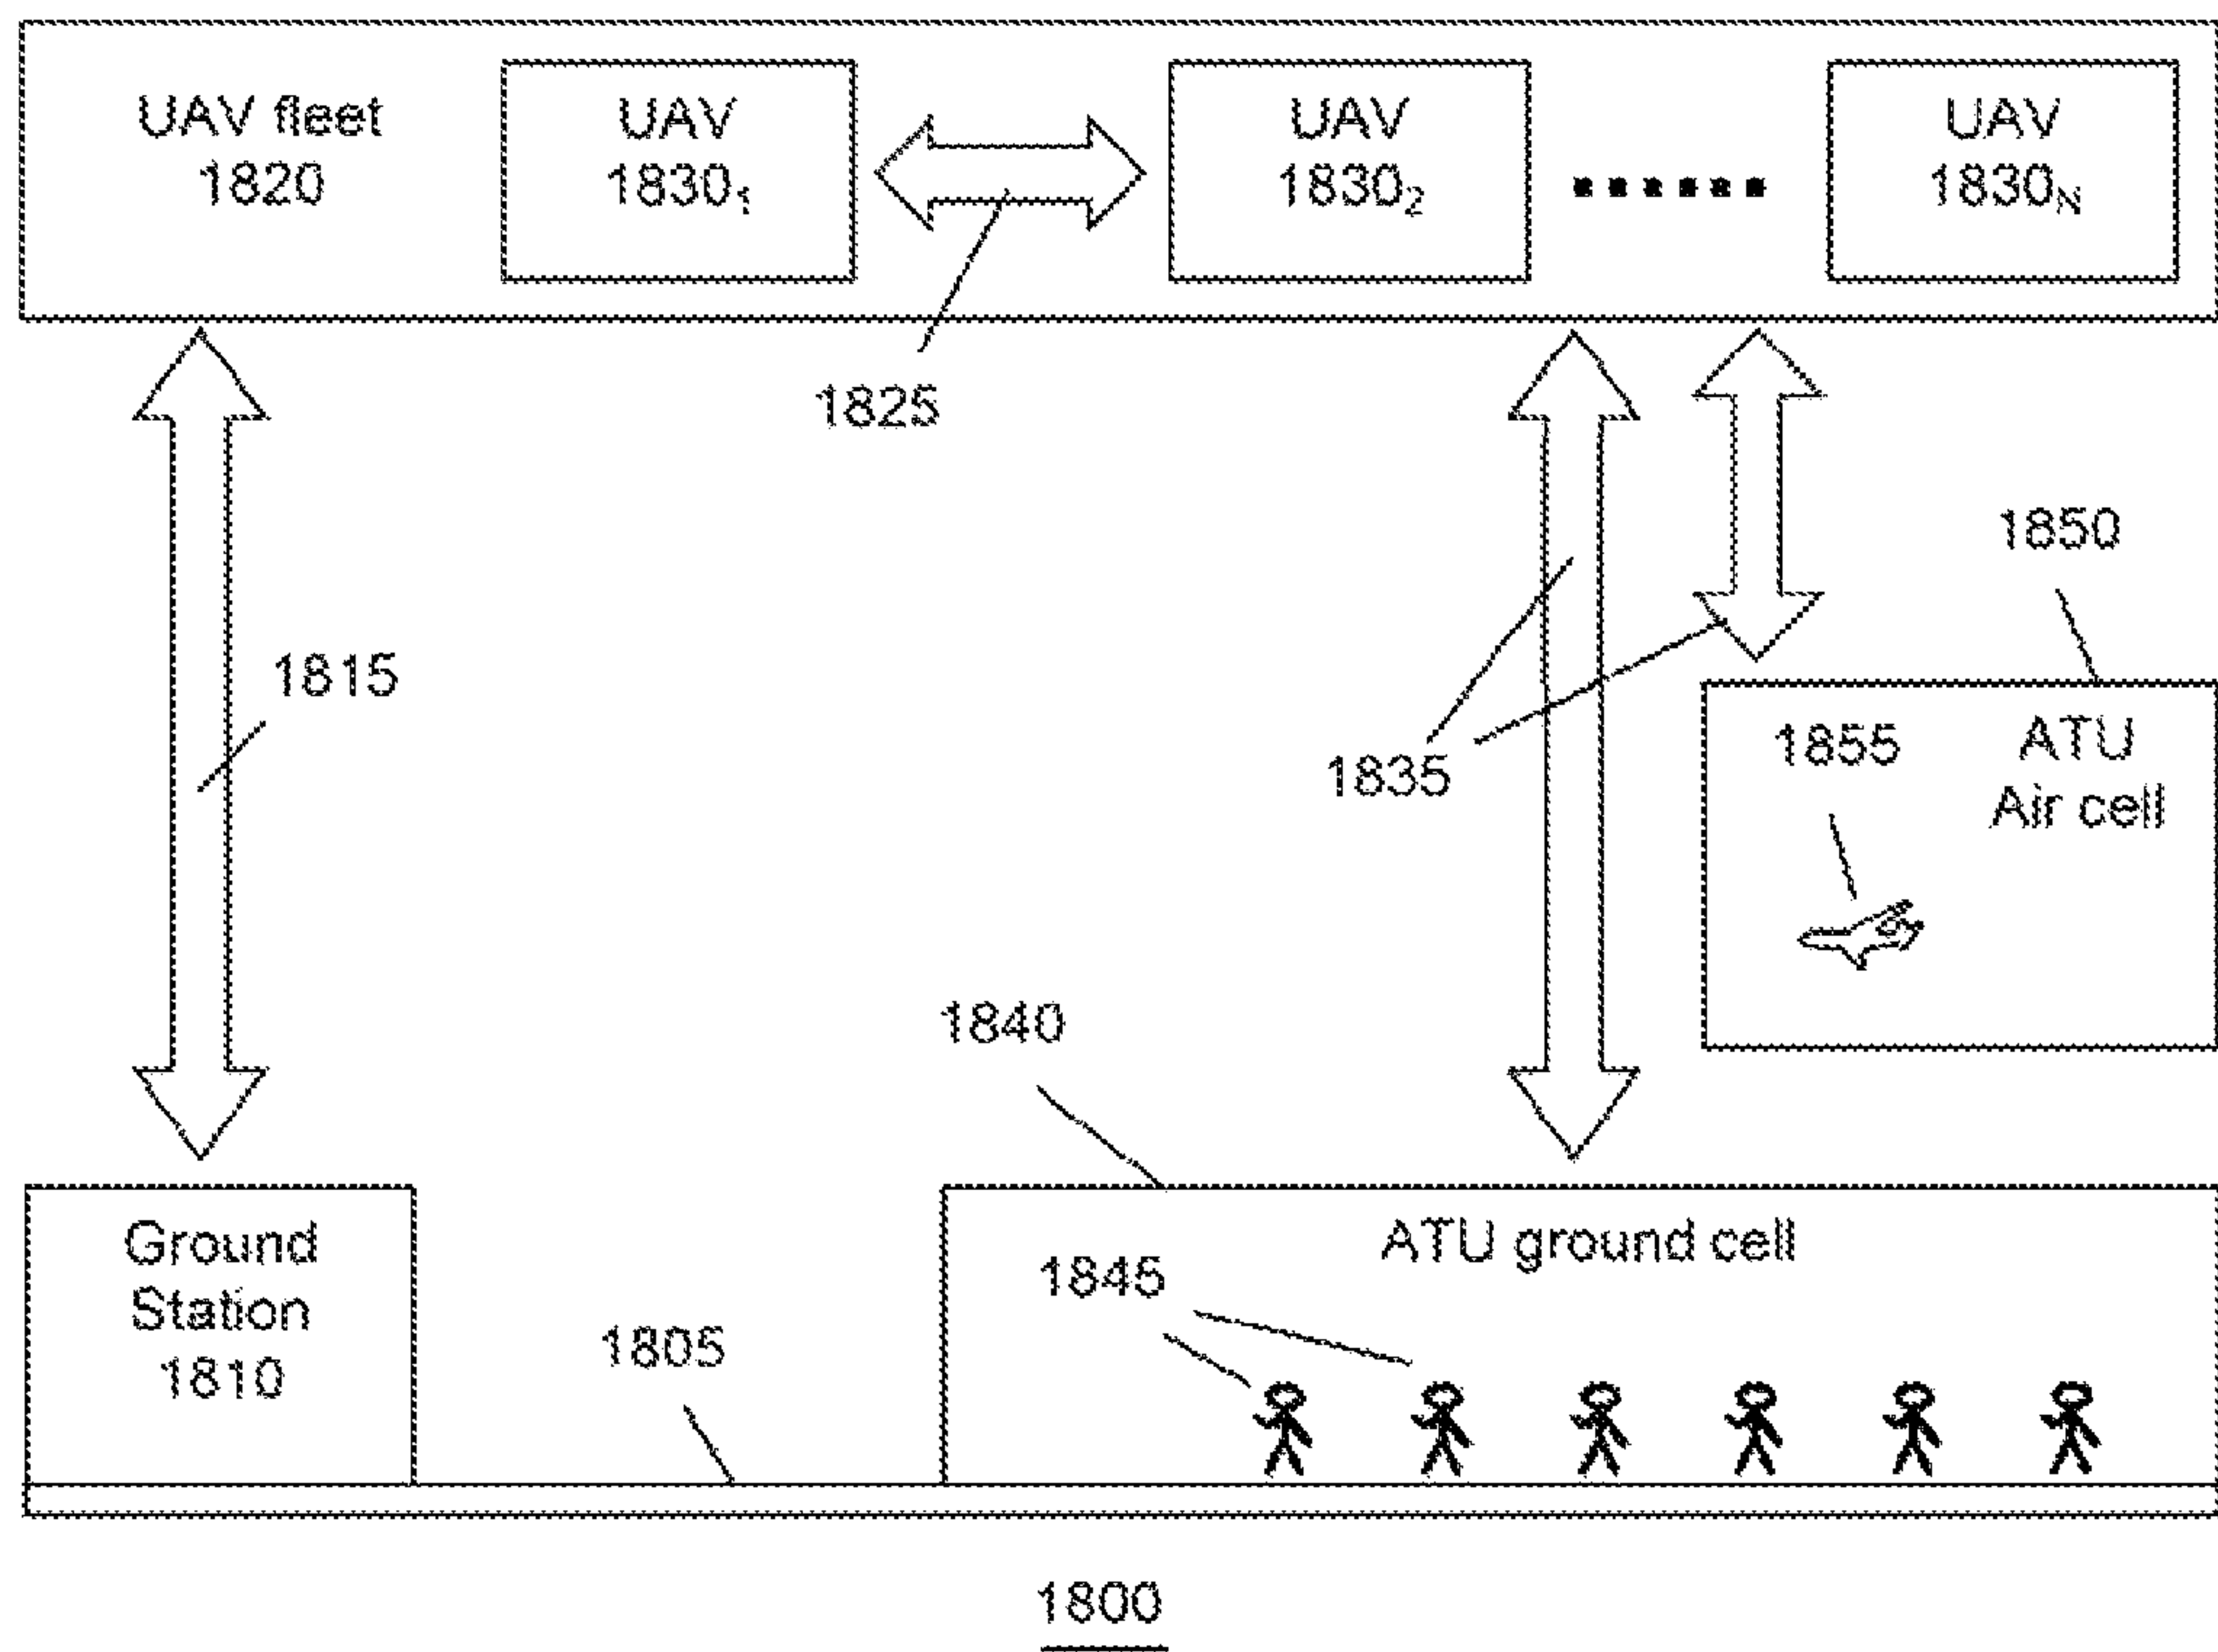 UAV fleet
1820
UAV
1830₁
UAV
1830₂
UAV
1830ₙ
1825
1815
1835
1850
1855
ATU
Air cell
1840
Ground
Station
1810
1805
ATU ground cell
1845
1800